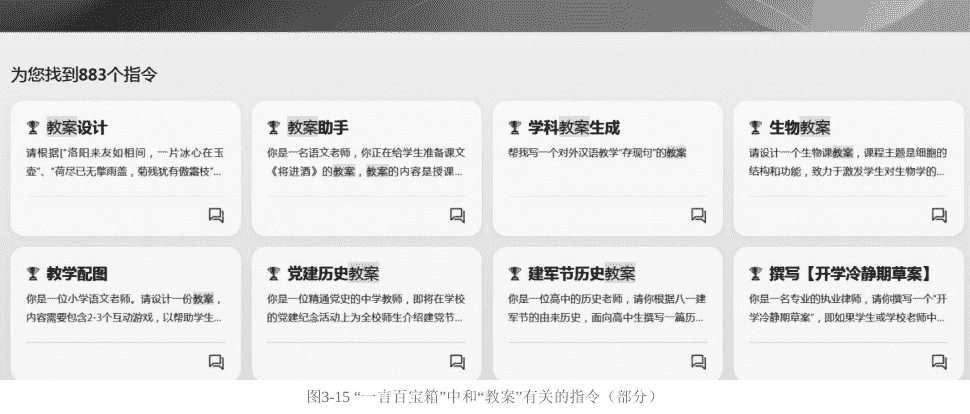 为您找到883个指令
教案设计
请根据["洛阳来友如相间，一片冰心在玉
壶"、"荷尽已无擎雨盖，菊残犹有傲霜枝"...
教案助手
你是一名语文老师，你正在给学生准备课文
《将进酒》的教案，教案的内容是授课...
学科教案生成
帮我写一个对外汉语教学"存现句"的教案
生物教案
请设计一个生物课教案，课程主题是细胞的
结构和功能，致力于激发学生对生物学的...
教学配图
你是一位小学语文老师。请设计一份教案，
内容需要包含2-3个互动游戏，以帮助学生...
党建历史教案
你是一位精通党史的中学教师，即将在学校
的党建纪念活动上为全校师生介绍建党节...
建军节历史教案
你是一位高中的历史老师，请你根据八一建
军节的由来历史，面向高中生撰写一篇历...
撰写【开学冷静期草案】
你是一名专业的执业律师，请你撰写一个"开
学冷静期草案"，即如果学生或学校老师中...
图3-15 “一言百宝箱”中和“教案”有关的指令（部分）